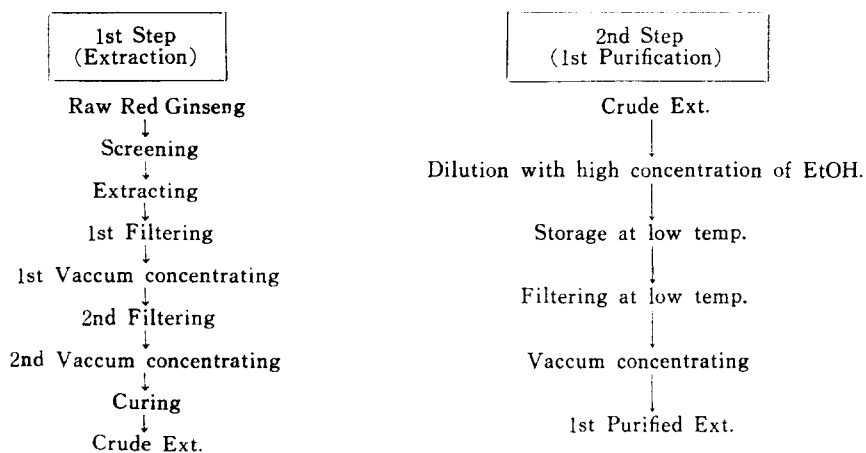 1st Step
(Extraction)
Raw Red Ginseng
Screening
Extracting
1st Filtering
1st Vaccum concentrating
2nd Filtering
2nd Vaccum concentrating
Curing
Crude Ext.
2nd Step
(1st Purification)
Crude Ext.
Dilution with high concentration of EtOH.
Storage at low temp.
Filtering at low temp.
Vaccum concentrating
1st Purified Ext.